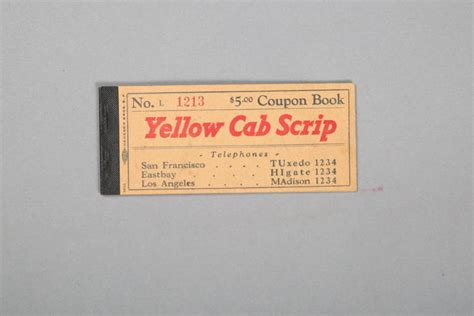 No. L 1213 $5.00 Coupon Book
Yellow Cab Scrip
- Telephones -
San Francisco . . . . TUxedo 1234
Eastbay . . . . HIgate 1234
Los Angeles . . . . MAdison 1234